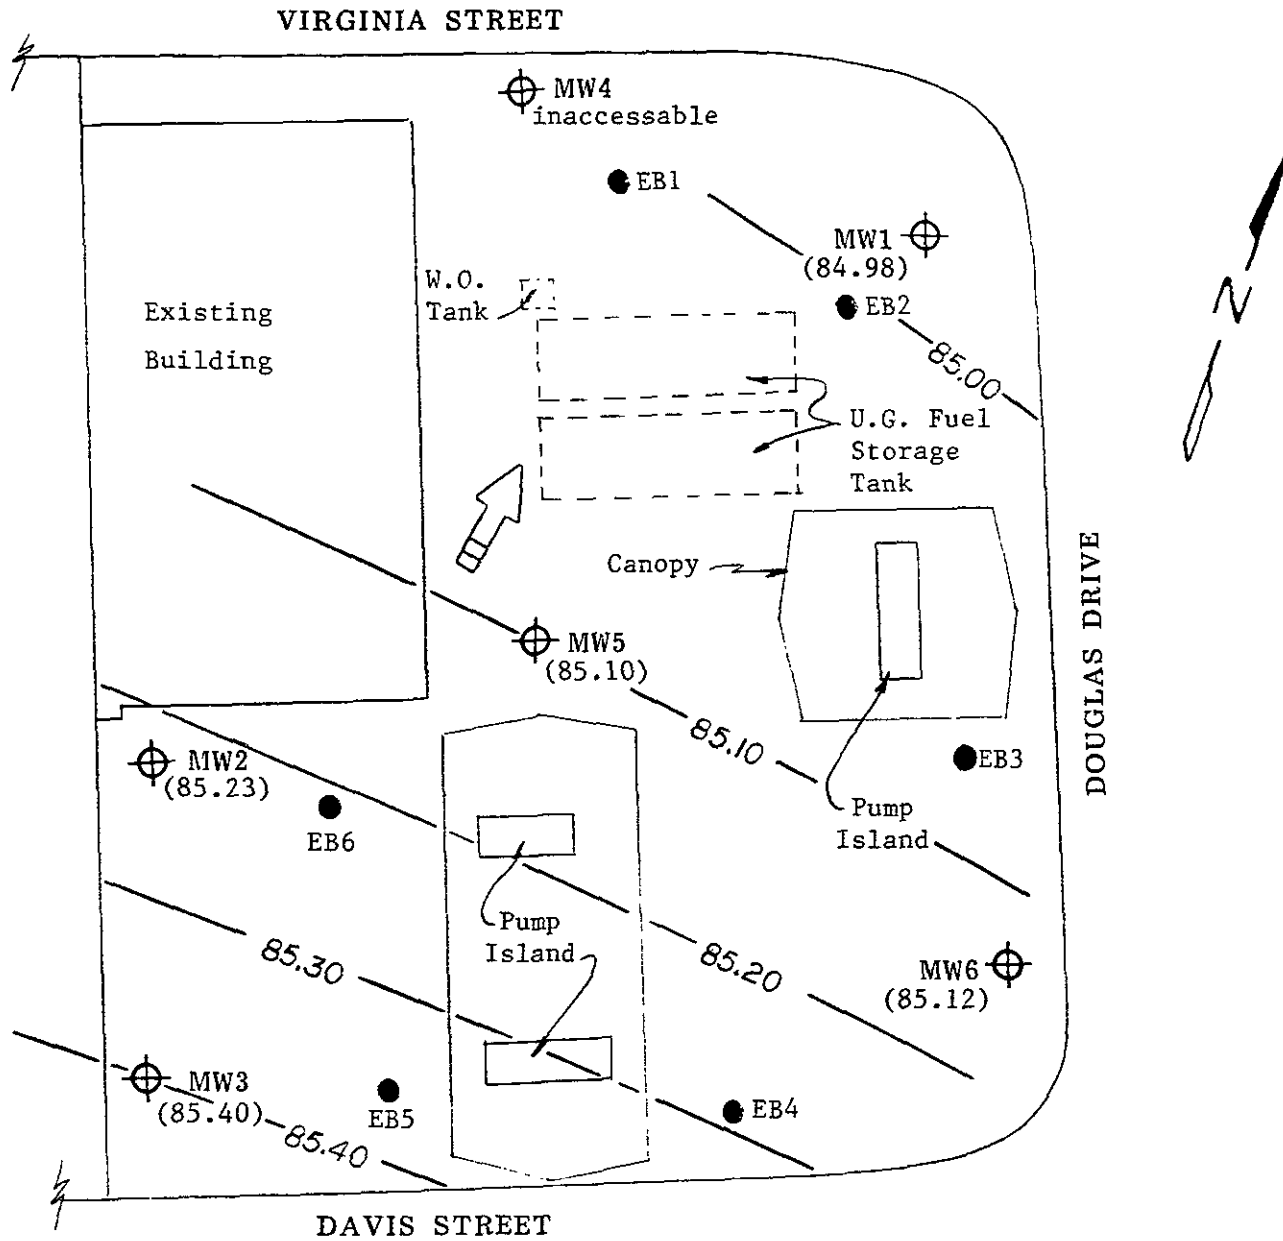 VIRGINIA STREET
MW4
inaccessable
EB1
MW1
(84.98)
W.O.
Tank
EB2
N
Existing
Building
85.00
U.G. Fuel
Storage
Tank
Canopy
DOUGLAS DRIVE
MW5
(85.10)
85.10
MW2
(85.23)
EB3
EB6
Pump
Island
Pump
Island
85.30
85.20
MW6
(85.12)
MW3
(85.40)
85.40
EB5
EB4
DAVIS STREET